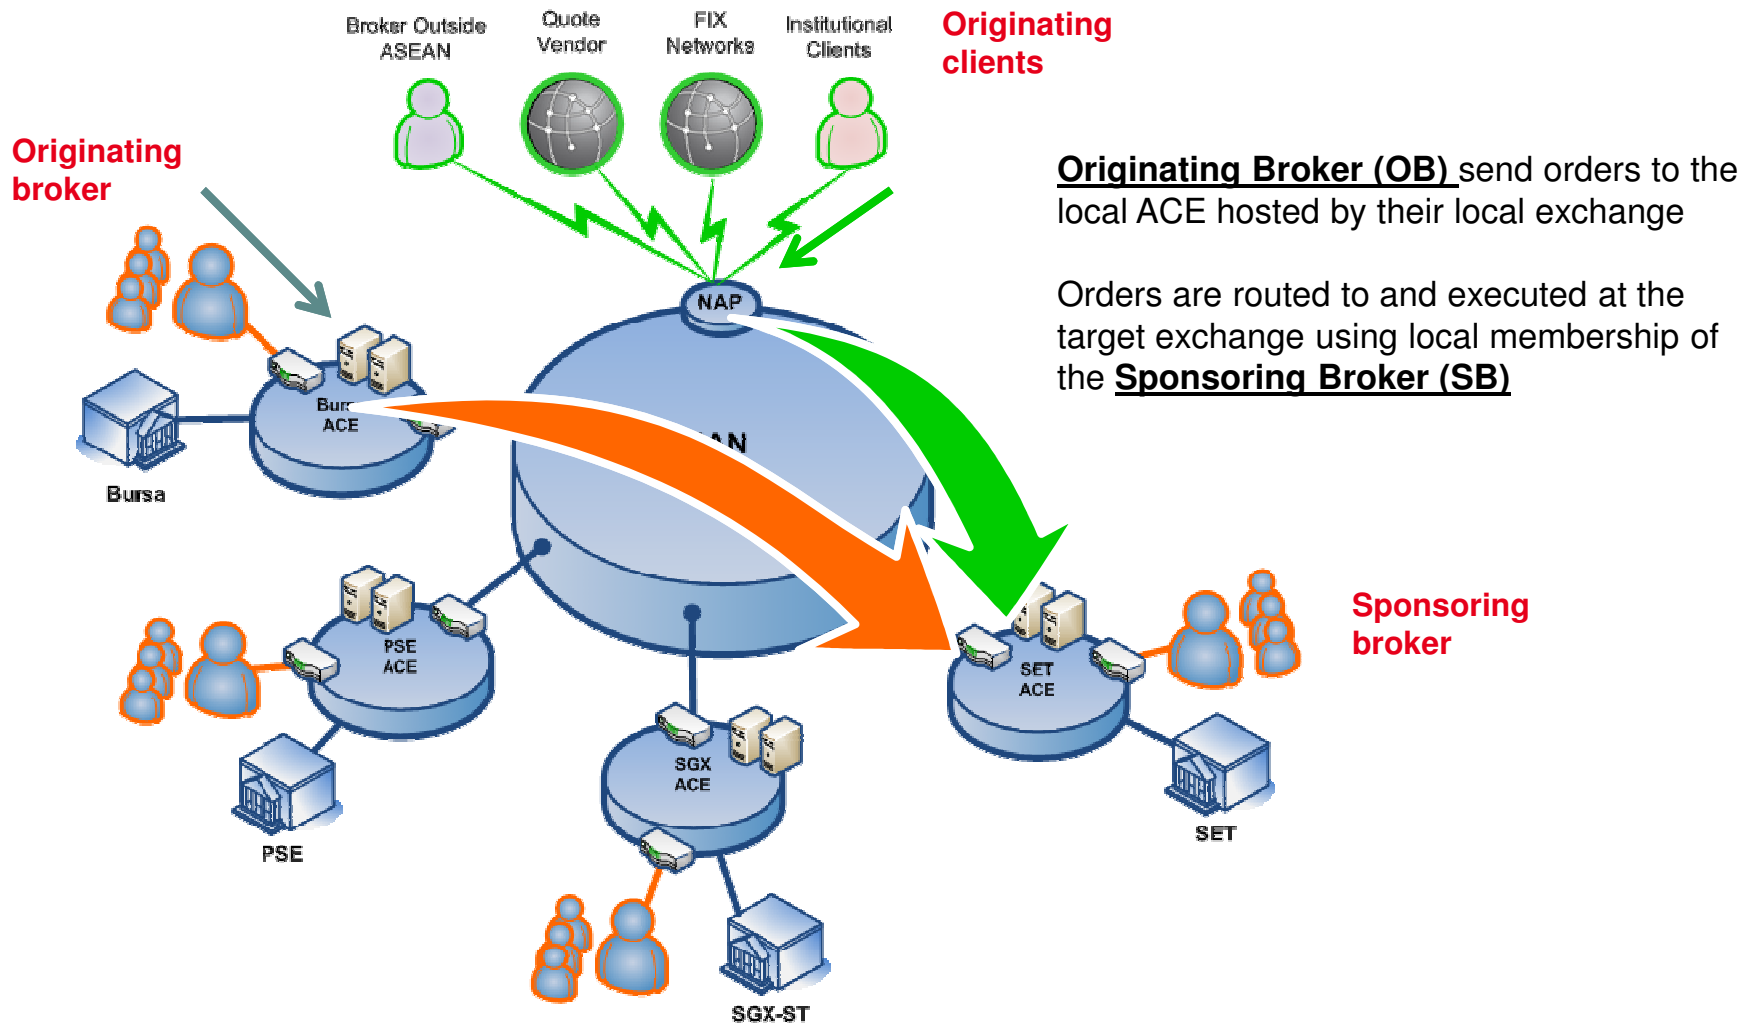 Broker Outside
ASEAN
Quote
Vendor
FIX
Networks
Institutional
Clients
Originating
clients
Originating
broker
Originating Broker (OB) send orders to the
local ACE hosted by their local exchange
Orders are routed to and executed at the
target exchange using local membership of
the Sponsoring Broker (SB)
NAP
ACE
Bursa
PSE
ACE
PSE
SGX
ACE
SGX-ST
SET
ACE
SET
Sponsoring
broker